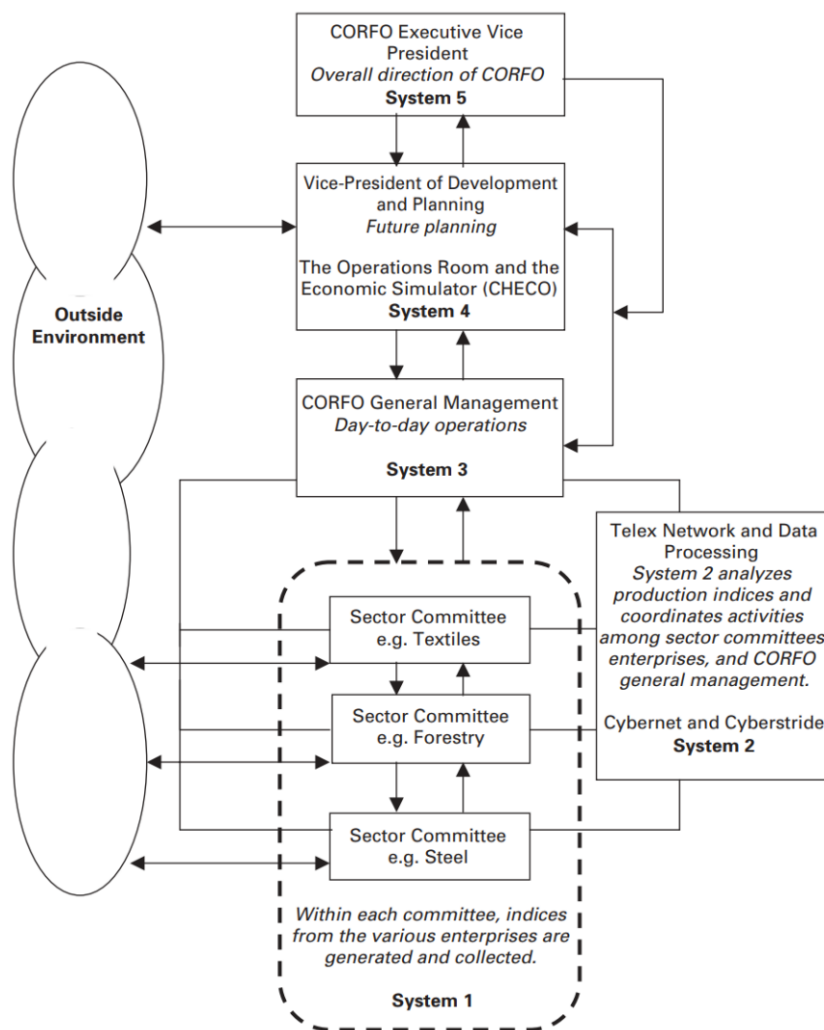 CORFO Executive Vice
President
Overall direction of CORFO
System 5
Vice-President of Development
and Planning
Future planning
The Operations Room and the
Economic Simulator (CHECO)
System 4
Outside
Environment
CORFO General Management
Day-to-day operations
System 3
Telex Network and Data
Processing
System 2 analyzes
production indices and
coordinates activities
among sector committees
enterprises, and CORFO
general management.
Cybernet and Cyberstride
System 2
Sector Committee
e.g. Textiles
Sector Committee
e.g. Forestry
Sector Committee
e.g. Steel
Within each committee, indices
from the various enterprises are
generated and collected.
System 1